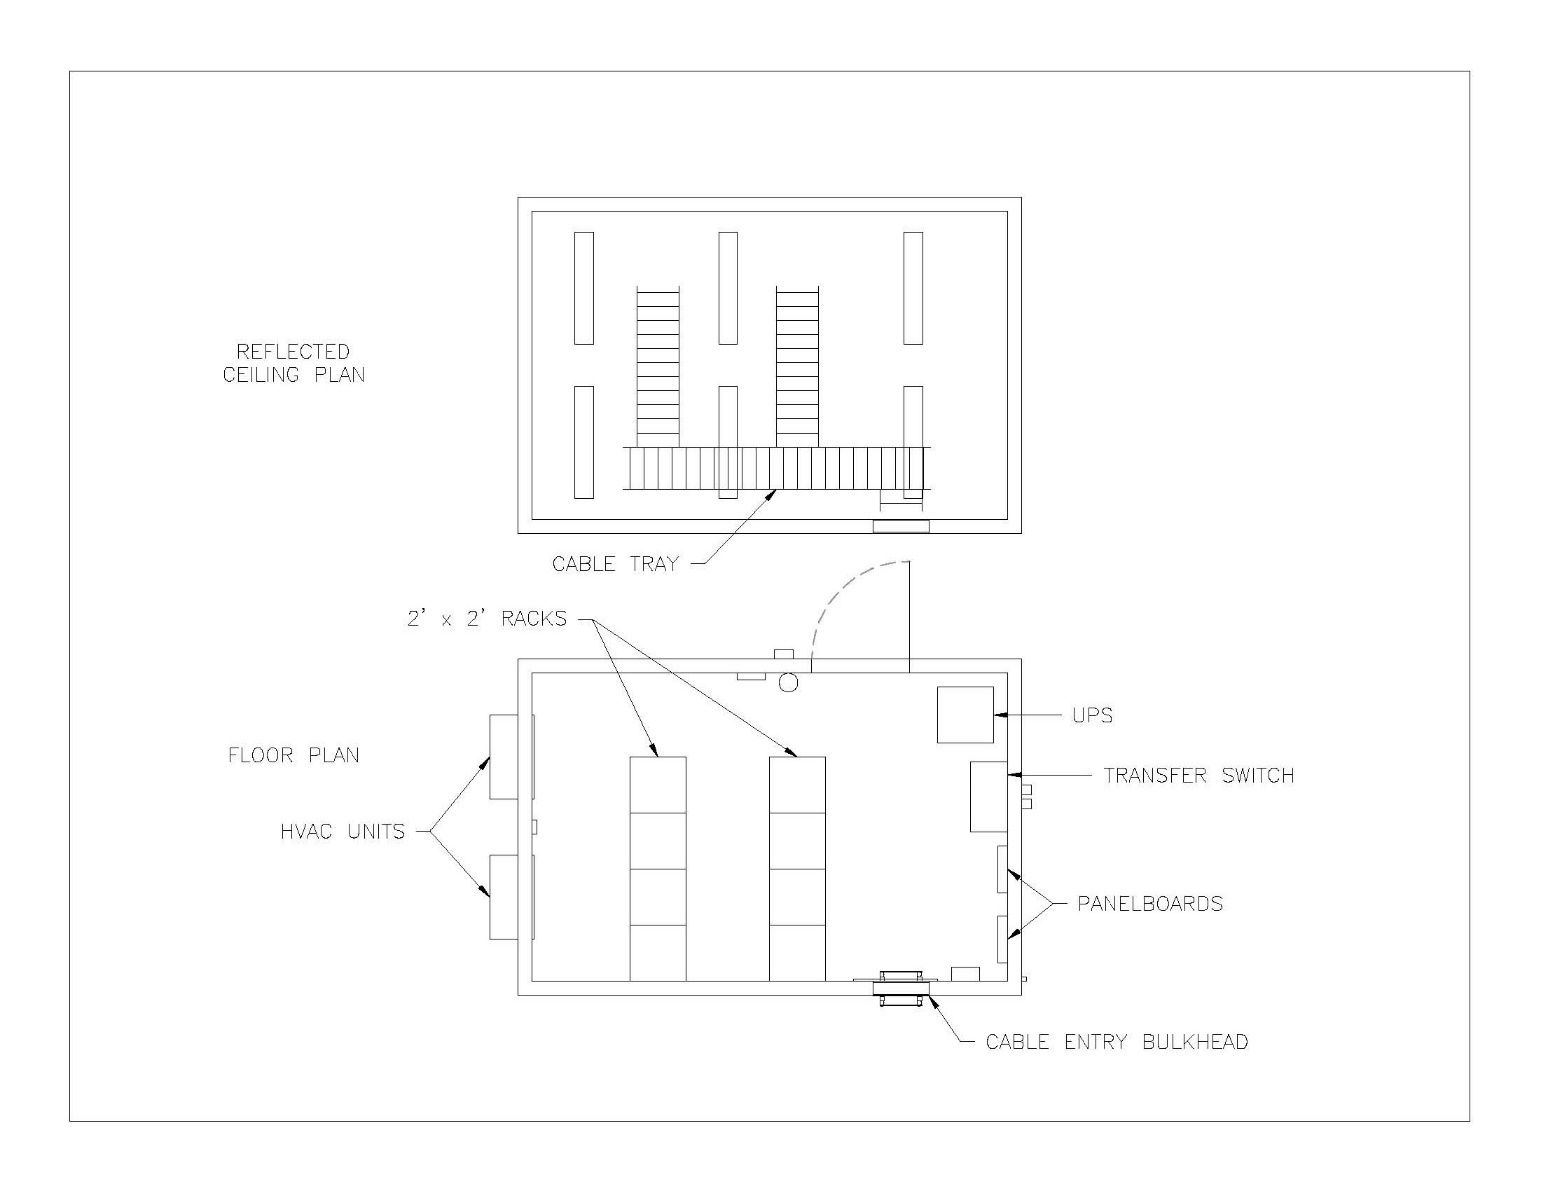 REFLECTED
CEILING PLAN
CABLE TRAY
2' x 2' RACKS
UPS
FLOOR PLAN
TRANSFER SWITCH
HVAC UNITS
PANELBOARDS
CABLE ENTRY BULKHEAD